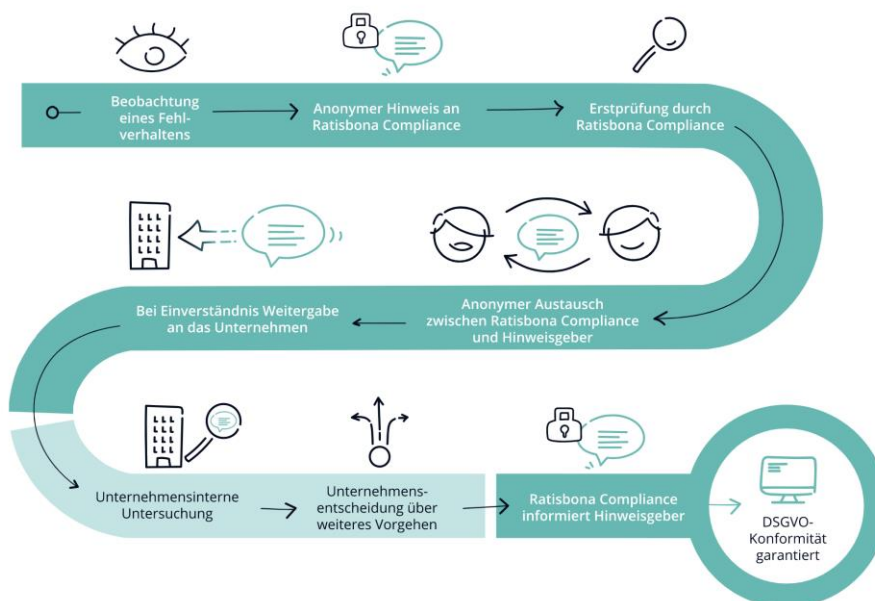 Beobachtung
eines Fehl-
verhaltens
Anonymer Hinweis an
Ratisbona Compliance
Erstprüfung durch
Ratisbona Compliance
Anonymer Austausch
zwischen Ratisbona Compliance
und Hinweisgeber
Bei Einverständnis Weitergabe
an das Unternehmen
Unternehmensinterne
Untersuchung
Unternehmens-
entscheidung über
weiteres Vorgehen
Ratisbona Compliance
informiert Hinweisgeber
DSGVO-
Konformität
garantiert